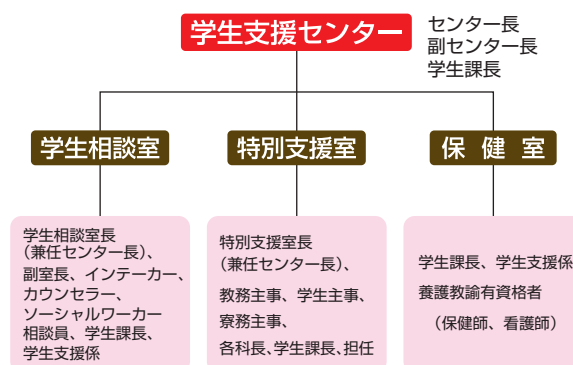 学生支援センター
センター長
副センター長
学生課長
学生相談室
特別支援室
保健室
学生相談室長
（兼任センター長）、
副室長、インテーカー、
カウンセラー、
ソーシャルワーカー
相談員、学生課長、
学生支援係
特別支援室長
（兼任センター長）、
教務主事、学生主事、
寮務主事、
各科長、学生課長、担任
学生課長、学生支援係
養護教諭有資格者
（保健師、看護師）